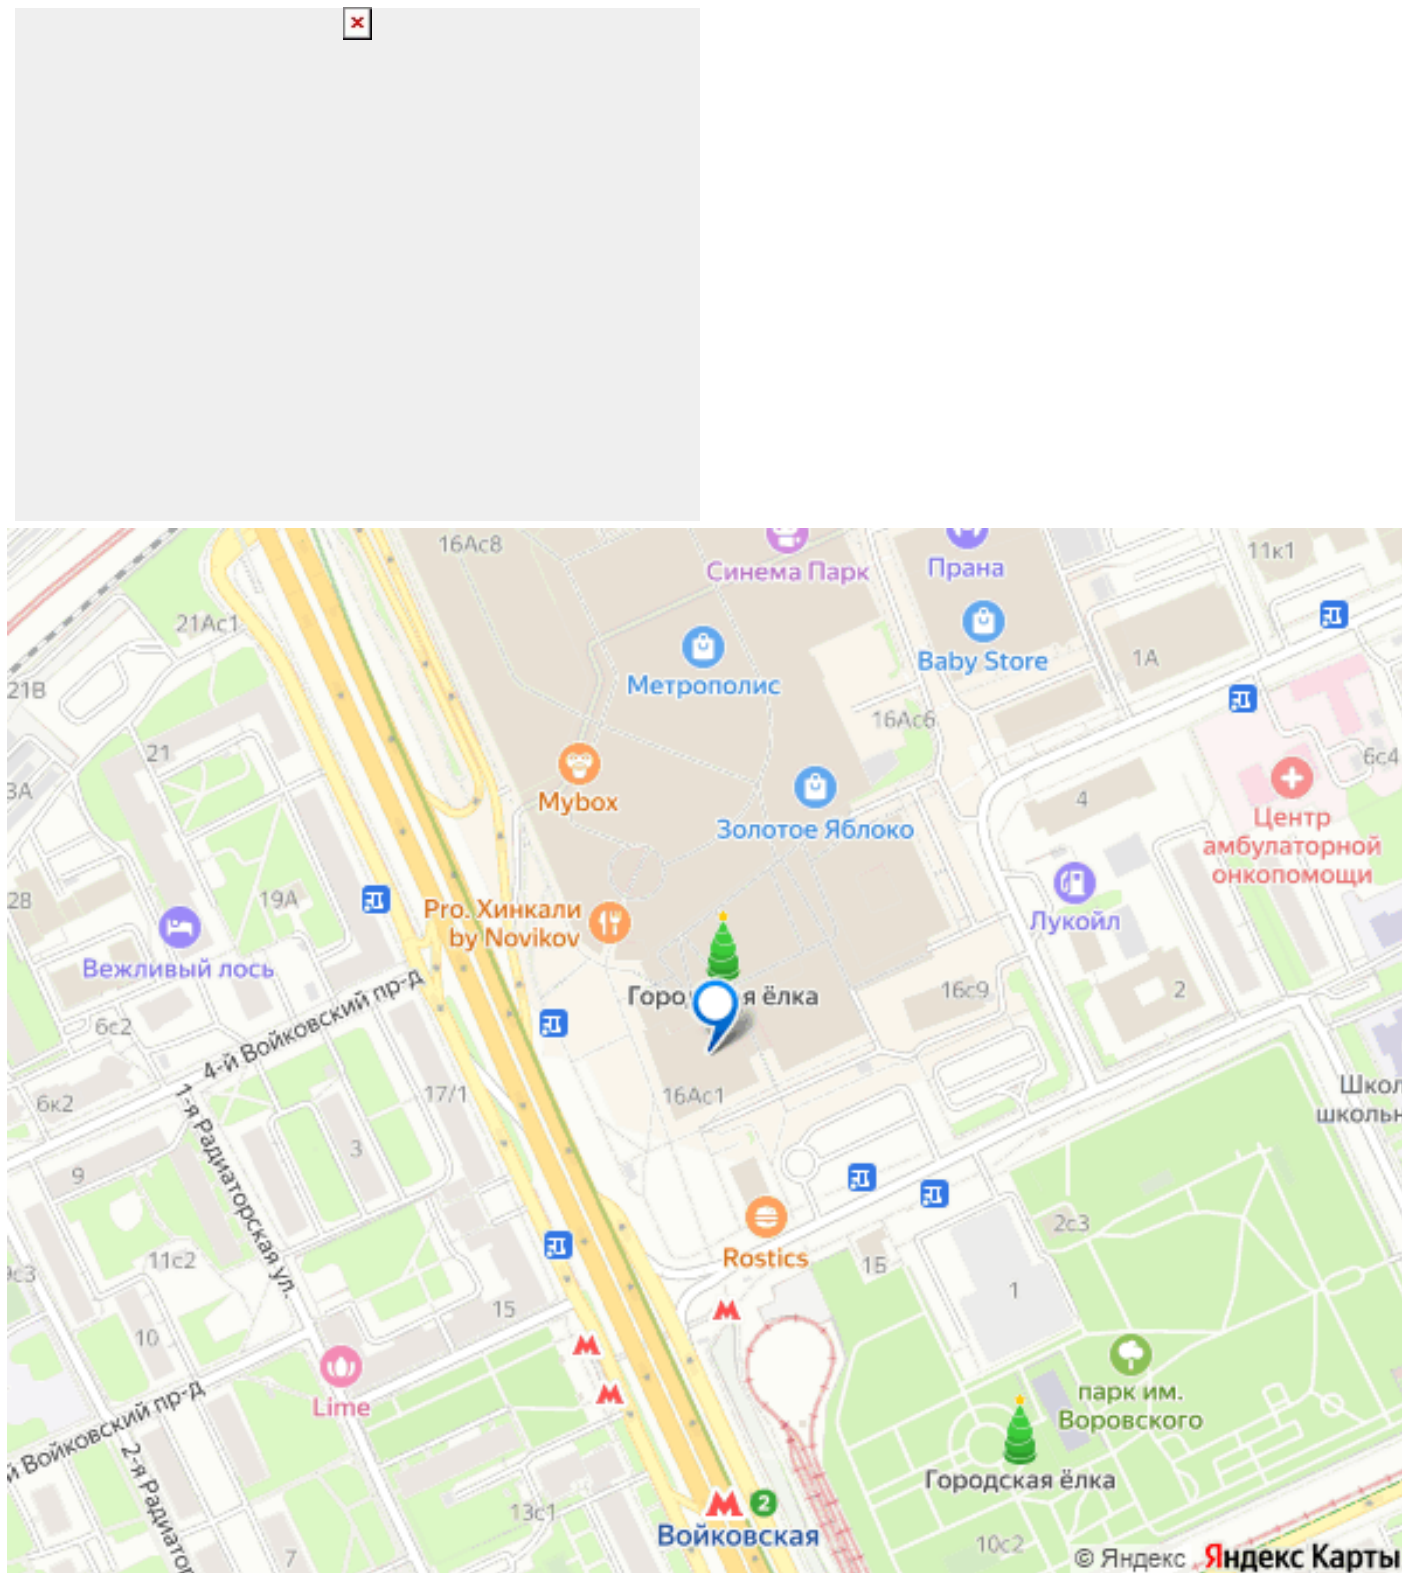 16Ас8
Синема Парк
Прана
11к1
21Ас1
Baby Store
1А
21В
Метрополис
16Ас6
21
6с4
3А
Mybox
4
Золотое Яблоко
Центр
амбулаторной
онкопомощи
28
19А
Pro. Хинкали
by Novikov
Лукойл
Вежливый лось
16с9
2
6с2
4-й Войковский пр-д
6к2
17/1
16Ас1
Школ
школьн
1-я Радиаторская ул.
3
9
2с3
11с2
Rostics
15
9с3
1
15
10
Lime
парк им.
Воровского
й Войковский пр-д
2-я Радиатор
Городская ёлка
13с1
Войковская
2
7
10с2
© Яндекс Яндекс Карты